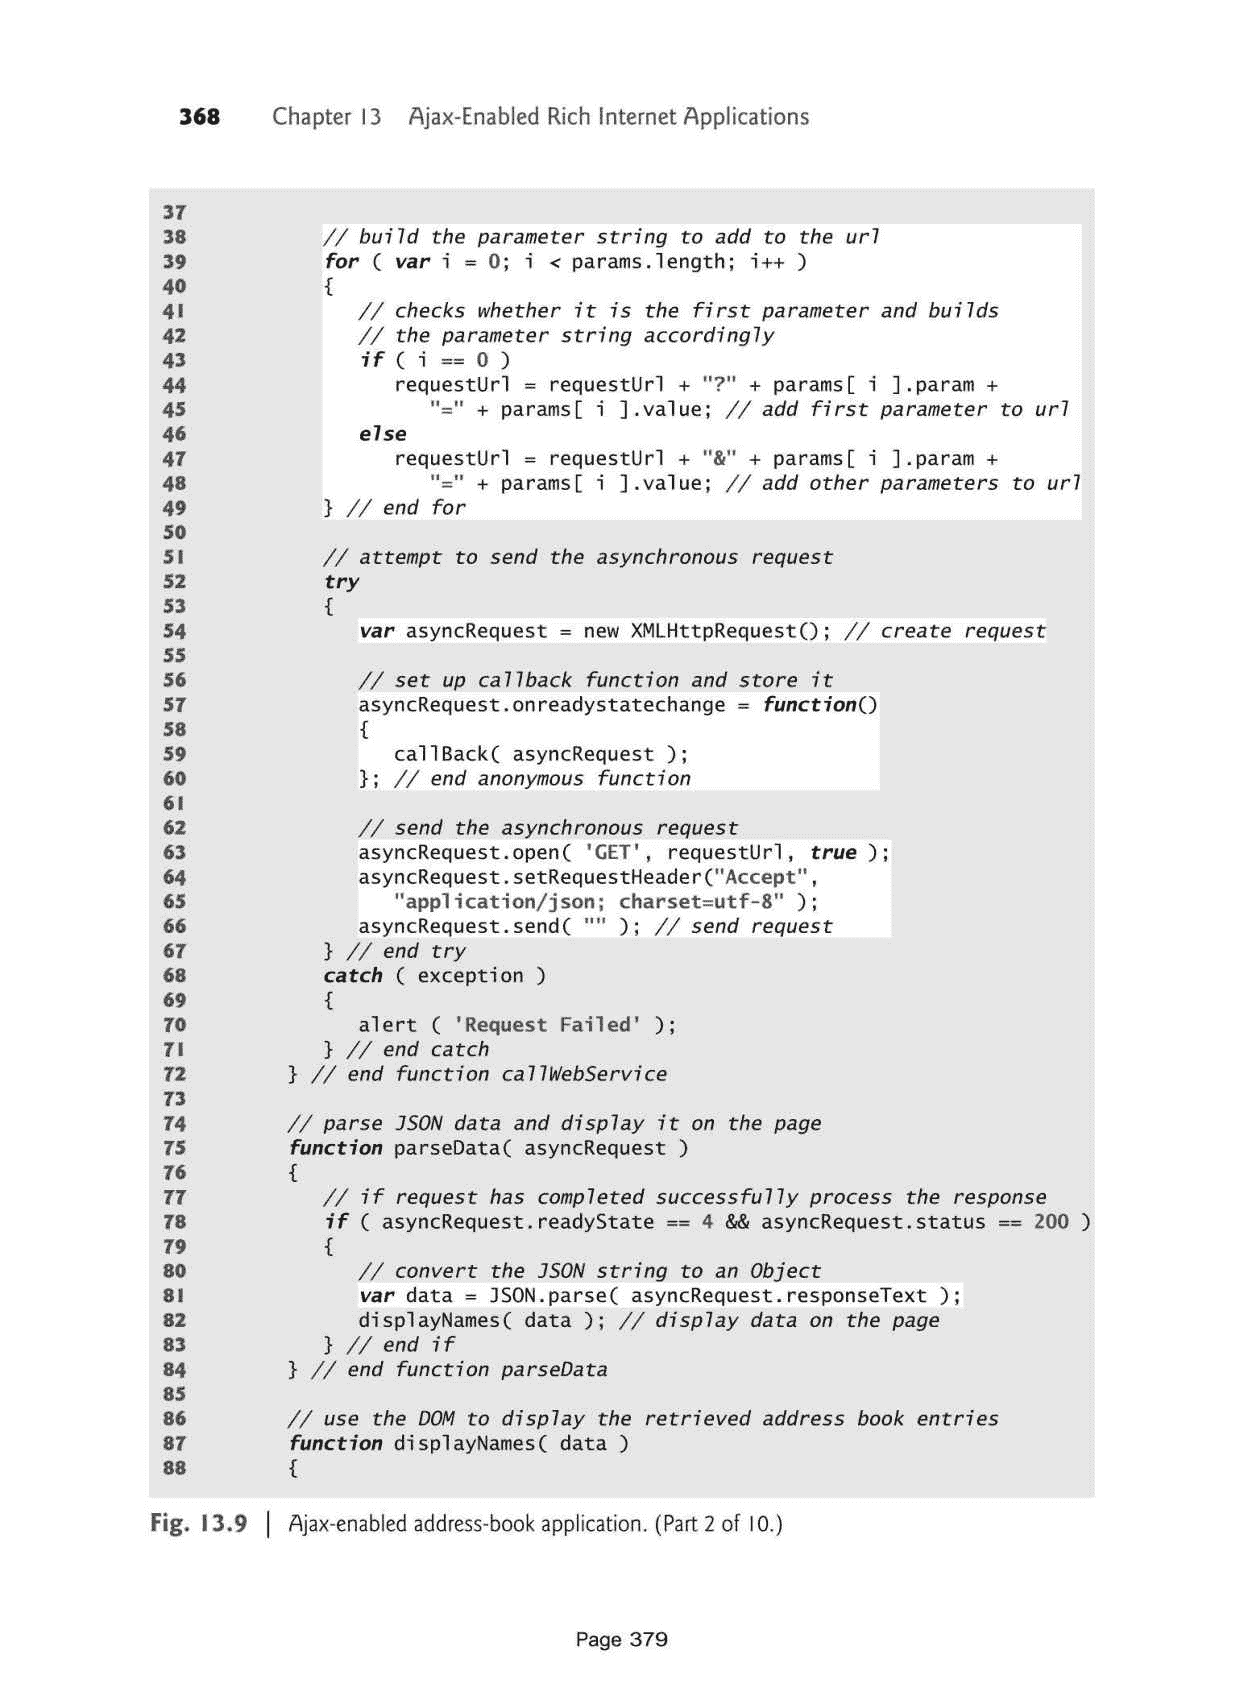 368 Chapter 13 Ajax-Enabled Rich Internet Applications
37
38 // build the parameter string to add to the url
39 for ( var i = 0; i < params.length; i++ )
40 {
41 // checks whether it is the first parameter and builds
42 // the parameter string accordingly
43 if ( i == 0 )
44 requestUrl = requestUrl + "?" + params[ i ].param +
45 "=" + params[ i ].value; // add first parameter to url
46 else
47 requestUrl = requestUrl + "&" + params[ i ].param +
48 "=" + params[ i ].value; // add other parameters to url
49 } // end for
50
51 // attempt to send the asynchronous request
52 try
53 {
54 var asyncRequest = new XMLHttpRequest(); // create request
55
56 // set up callback function and store it
57 asyncRequest.onreadystatechange = function()
58 {
59 callBack( asyncRequest );
60 }; // end anonymous function
61
62 // send the asynchronous request
63 asyncRequest.open( 'GET', requestUrl, true );
64 asyncRequest.setRequestHeader("Accept",
65 "application/json; charset=utf-8" );
66 asyncRequest.send( "" ); // send request
67 } // end try
68 catch ( exception )
69 {
70 alert ( 'Request Failed' );
71 } // end catch
72 } // end function callWebService
73
74 // parse JSON data and display it on the page
75 function parseData( asyncRequest )
76 {
77 // if request has completed successfully process the response
78 if ( asyncRequest.readyState == 4 && asyncRequest.status == 200 )
79 {
80 // convert the JSON string to an Object
81 var data = JSON.parse( asyncRequest.responseText );
82 displayNames( data ); // display data on the page
83 } // end if
84 } // end function parseData
85
86 // use the DOM to display the retrieved address book entries
87 function displayNames( data )
88 {
Fig. 13.9 | Ajax-enabled address-book application. (Part 2 of 10.)
Page 379